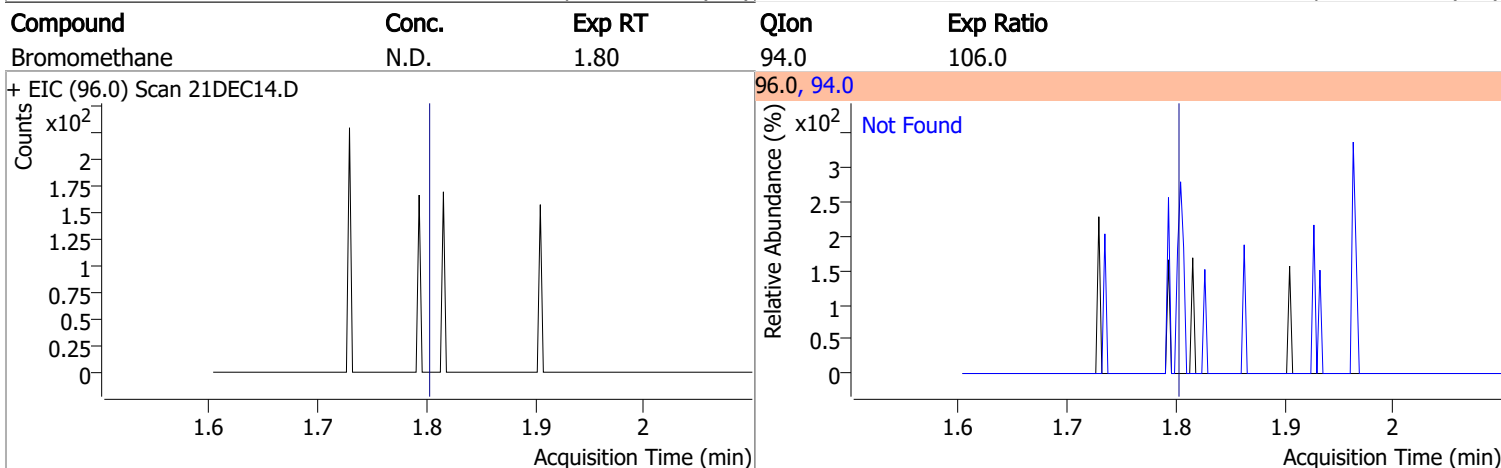 Compound Conc. Exp RT QIon Exp Ratio
Bromomethane N.D. 1.80 94.0 106.0
+ EIC (96.0) Scan 21DEC14.D
Counts
x10²
2
1.75
1.5
1.25
1
0.75
0.5
0.25
0
1.6 1.7 1.8 1.9 2
Acquisition Time (min)
96.0, 94.0
Relative Abundance (%)
x10²
Not Found
3
2.5
2
1.5
1
0.5
0
1.6 1.7 1.8 1.9 2
Acquisition Time (min)